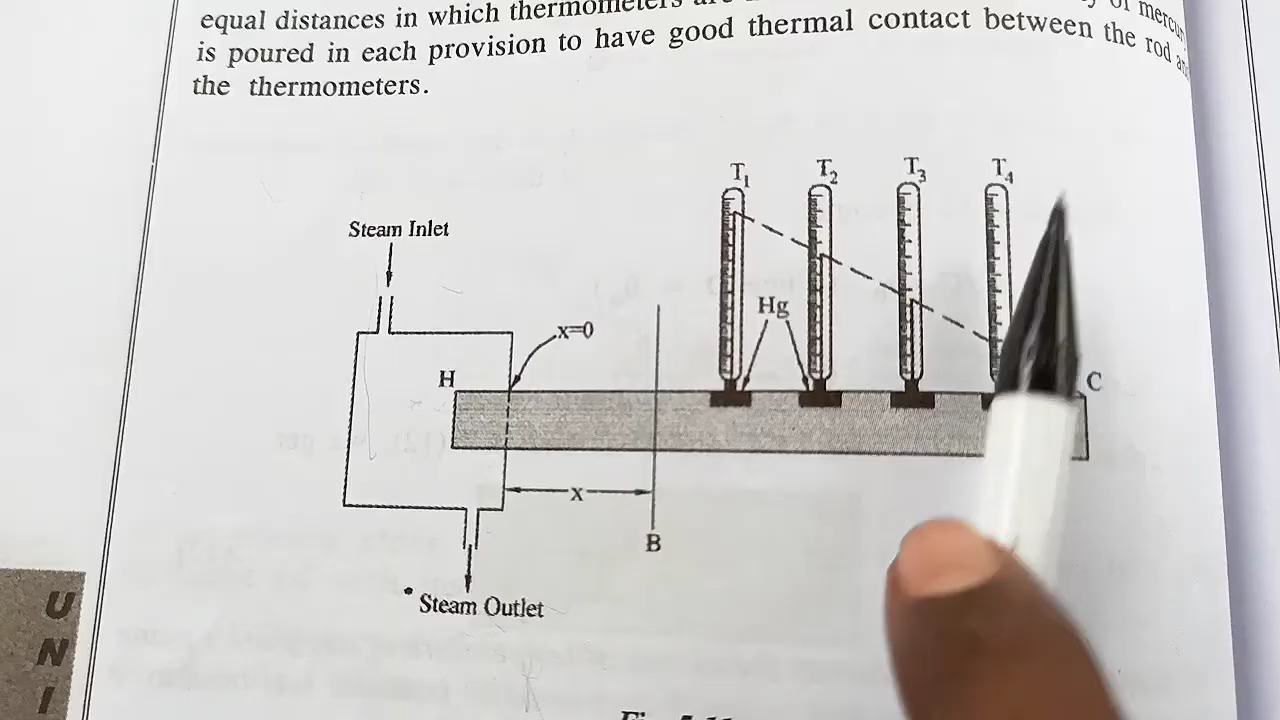 equal distances in which thermometers
is poured in each provision to have good thermal contact between the rod
the thermometers.
T1 T2 T3 T4
Steam Inlet
Hg
x=0
H
C
x
B
Steam Outlet
U
N
I